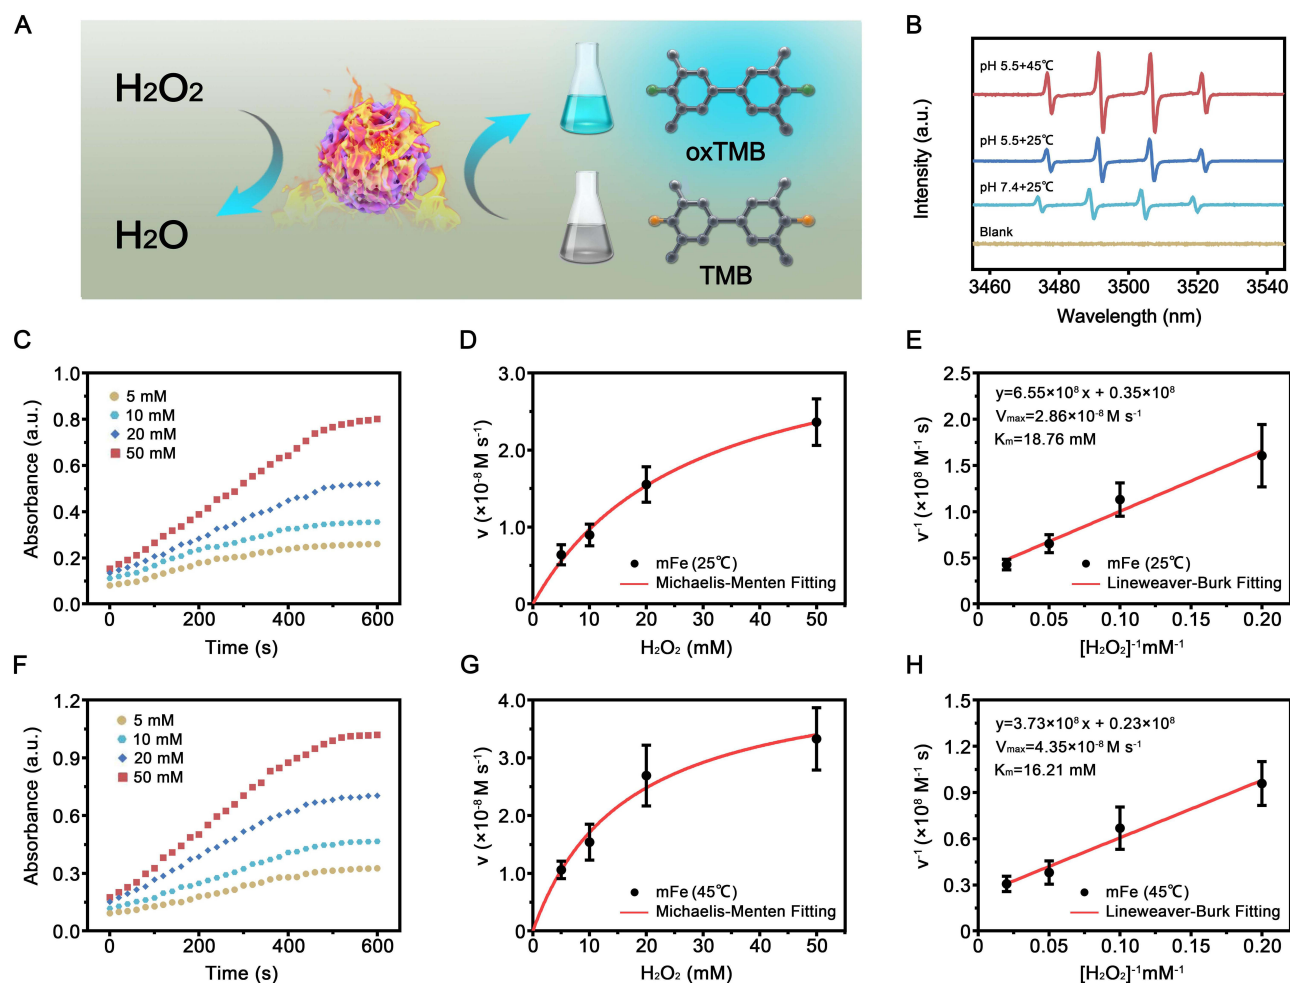 A
H₂O₂
H₂O
oxTMB
TMB
B
Intensity (a.u.)
pH 5.5+45℃
pH 5.5+25℃
pH 7.4+25℃
Blank
3460 3480 3500 3520 3540
Wavelength (nm)
C
Absorbance (a.u.)
1.0
0.8
0.6
0.4
0.2
0.0
5 mM
10 mM
20 mM
50 mM
0 200 400 600
Time (s)
D
v (×10⁻⁸ M s⁻¹)
3.0
2.0
1.0
0
mFe (25℃)
Michaelis-Menten Fitting
0 10 20 30 40 50
H₂O₂ (mM)
E
v⁻¹ (×10⁸ M⁻¹ s)
2.5
2.0
1.5
1.0
0.5
0
y=6.55×10⁸ x + 0.35×10⁸
Vmax=2.86×10⁻⁸ M s⁻¹
Km=18.76 mM
mFe (25℃)
Lineweaver-Burk Fitting
0 0.05 0.10 0.15 0.20
[H₂O₂]⁻¹mM⁻¹
F
Absorbance (a.u.)
1.2
0.9
0.6
0.3
0.0
5 mM
10 mM
20 mM
50 mM
0 200 400 600
Time (s)
G
v (×10⁻⁸ M s⁻¹)
4.0
3.0
2.0
1.0
0
mFe (45℃)
Michaelis-Menten Fitting
0 10 20 30 40 50
H₂O₂ (mM)
H
v⁻¹ (×10⁸ M⁻¹ s)
1.5
1.2
0.9
0.6
0.3
0
y=3.73×10⁸ x + 0.23×10⁸
Vmax=4.35×10⁻⁸ M s⁻¹
Km=16.21 mM
mFe (45℃)
Lineweaver-Burk Fitting
0 0.05 0.10 0.15 0.20
[H₂O₂]⁻¹mM⁻¹